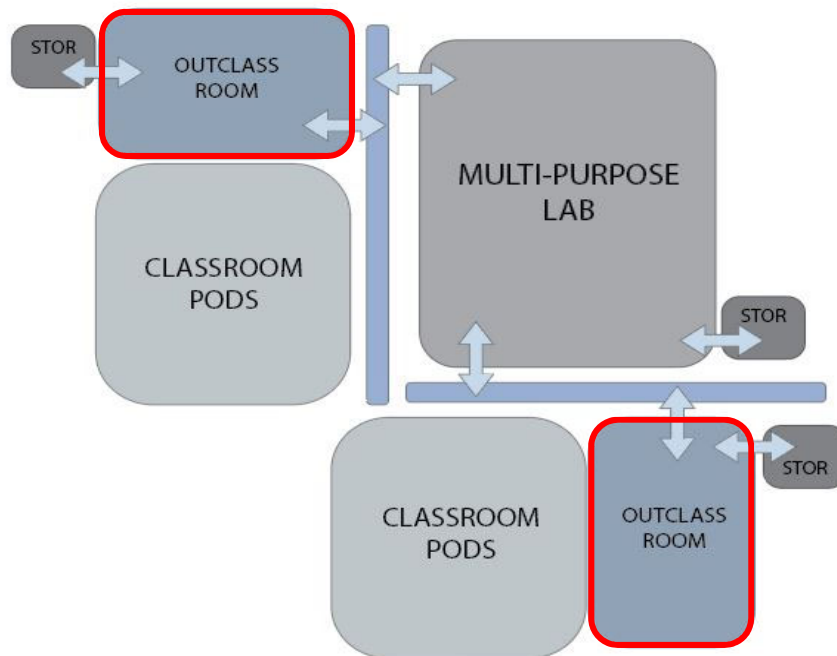 STOR
OUTCLASS
ROOM
MULTI-PURPOSE
LAB
CLASSROOM
PODS
STOR
CLASSROOM
PODS
OUTCLASS
ROOM
STOR